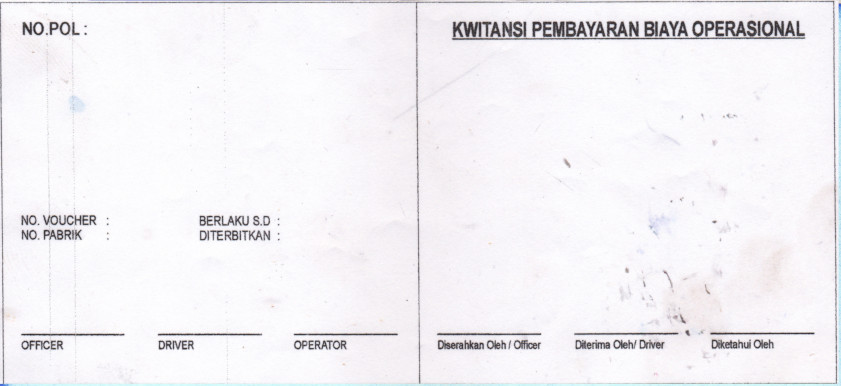 NO.POL :
NO. VOUCHER :
NO. PABRIK :
BERLAKU S.D :
DITERBITKAN :
OFFICER
DRIVER
OPERATOR
KWITANSI PEMBAYARAN BIAYA OPERASIONAL
Diserahkan Oleh / Officer
Diterima Oleh/ Driver
Diketahui Oleh